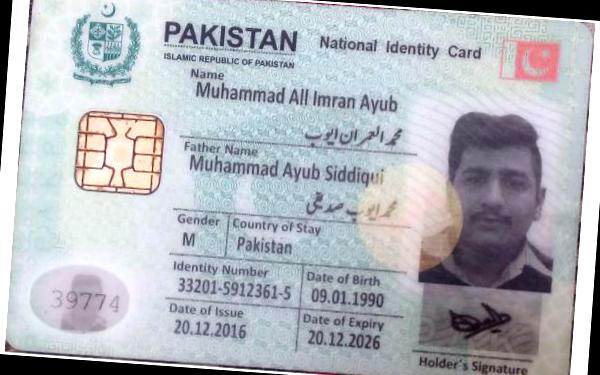 PAKISTAN National Identity Card
ISLAMIC REPUBLIC OF PAKISTAN
Name
Muhammad All Imran Ayub
محمد العمران ایوب
Father Name
Muhammad Ayub Siddiqui
محمد ایوب صدیقی
Gender Country of Stay
M Pakistan
Identity Number Date of Birth
33201-5912361-5 09.01.1990
Date of Issue Date of Expiry
20.12.2016 20.12.2026
39774
Holder's Signature